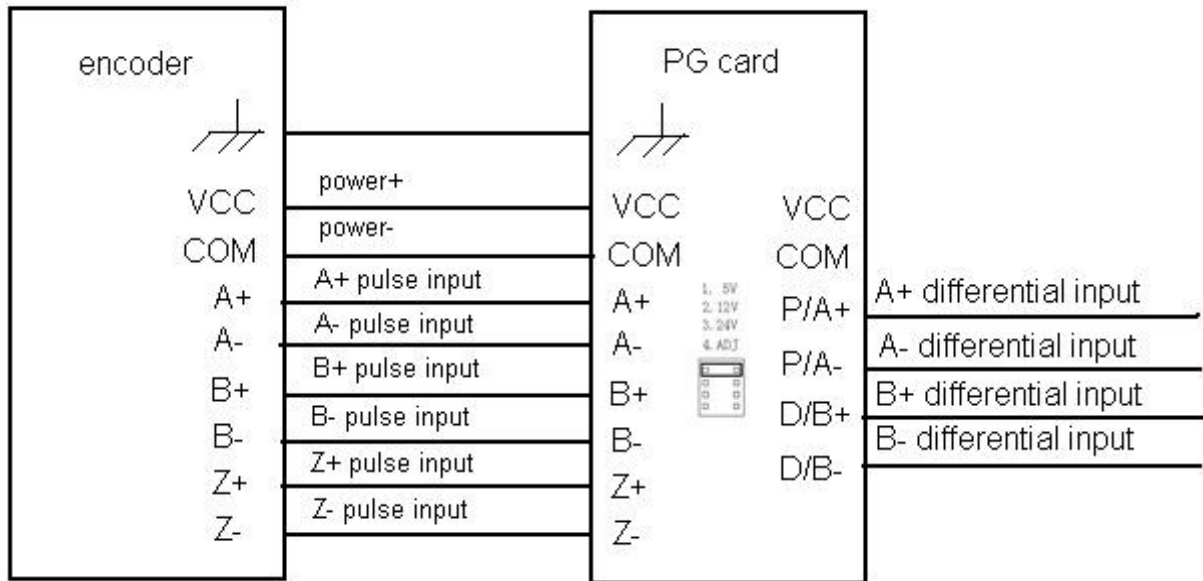 encoder
VCC
COM
A+
A-
B+
B-
Z+
Z-
power+
power-
A+ pulse input
A- pulse input
B+ pulse input
B- pulse input
Z+ pulse input
Z- pulse input
PG card
VCC
COM
A+
A-
B+
B-
Z+
Z-
1. 5V
2. 12V
3. 24V
4. ADJ
VCC
COM
P/A+
P/A-
D/B+
D/B-
A+ differential input
A- differential input
B+ differential input
B- differential input